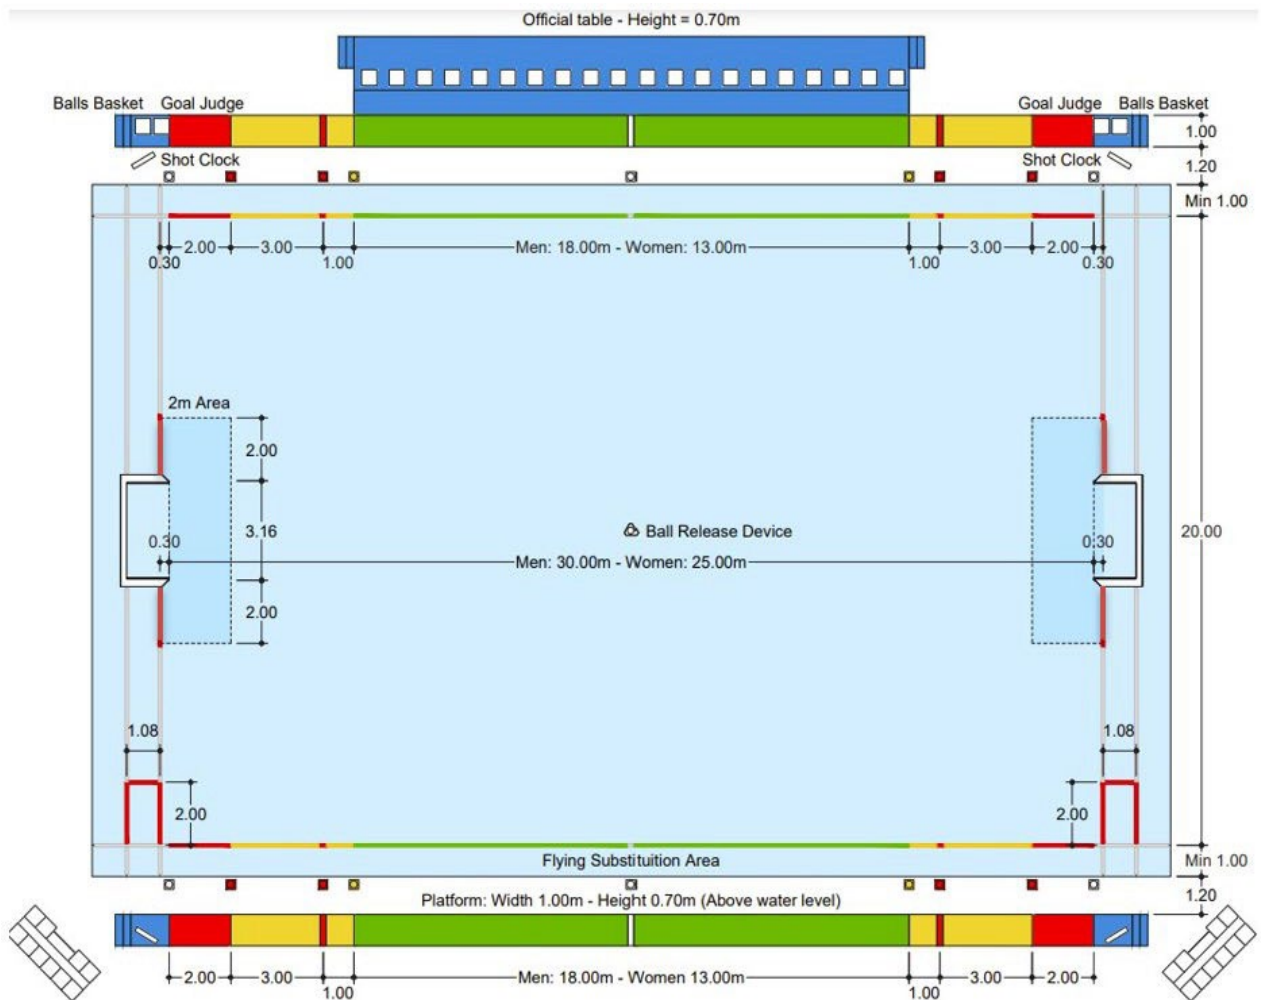 Official table - Height = 0.70m
Balls Basket Goal Judge
Goal Judge Balls Basket
1.00
Shot Clock
Shot Clock
1.20
Min 1.00
2.00 3.00 Men: 18.00m - Women: 13.00m 3.00 2.00
0.30 1.00 1.00 0.30
2m Area
2.00
3.16
Ball Release Device
20.00
0.30
0.30
Men: 30.00m - Women: 25.00m
2.00
1.08
1.08
2.00
2.00
Flying Substituition Area
Min 1.00
1.20
Platform: Width 1.00m - Height 0.70m (Above water level)
2.00 3.00 Men: 18.00m - Women 13.00m 3.00 2.00
1.00 1.00